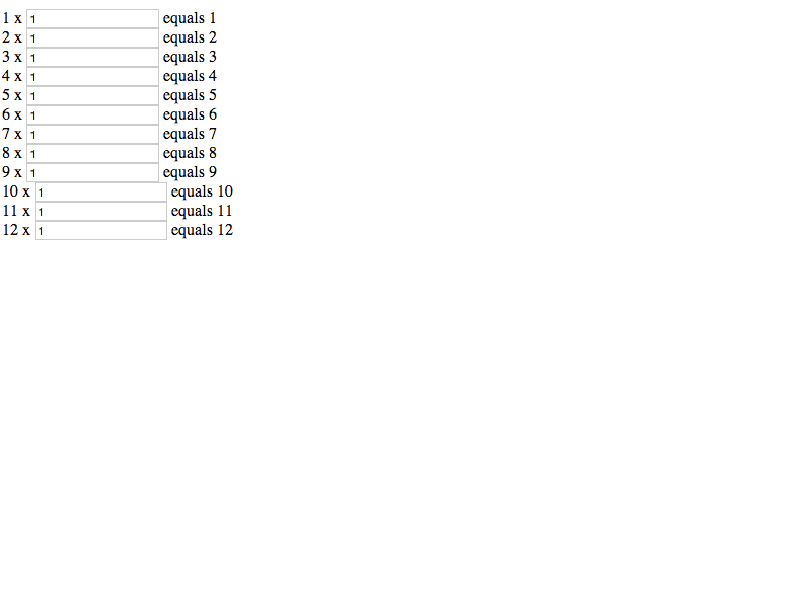 1 x 1 equals 1
2 x 1 equals 2
3 x 1 equals 3
4 x 1 equals 4
5 x 1 equals 5
6 x 1 equals 6
7 x 1 equals 7
8 x 1 equals 8
9 x 1 equals 9
10 x 1 equals 10
11 x 1 equals 11
12 x 1 equals 12